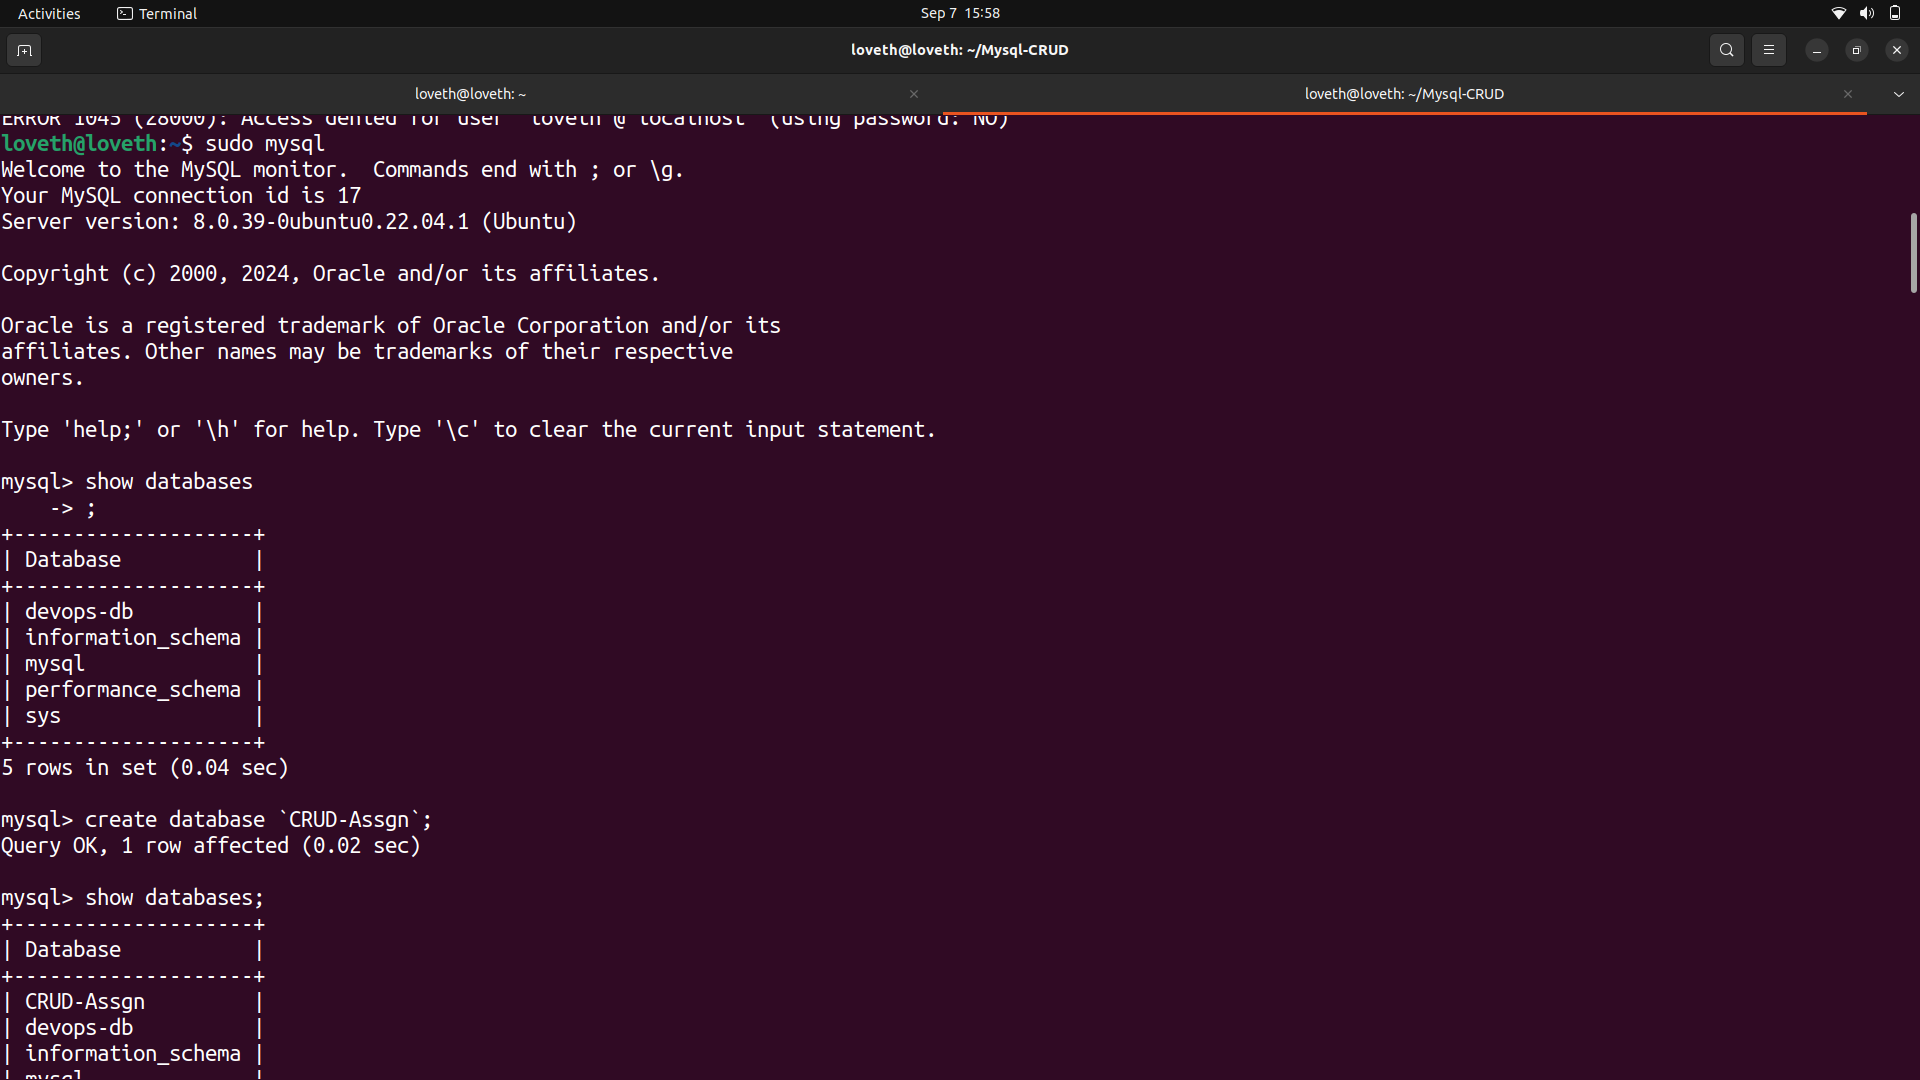 Activities Terminal Sep 7 15:58
loveth@loveth: ~/Mysql-CRUD
loveth@loveth: ~ loveth@loveth: ~/Mysql-CRUD
ERROR 1045 (28000): Access denied for user 'loveth'@'localhost' (using password: NO)
loveth@loveth:~$ sudo mysql
Welcome to the MySQL monitor.  Commands end with ; or \g.
Your MySQL connection id is 17
Server version: 8.0.39-0ubuntu0.22.04.1 (Ubuntu)
Copyright (c) 2000, 2024, Oracle and/or its affiliates.
Oracle is a registered trademark of Oracle Corporation and/or its
affiliates. Other names may be trademarks of their respective
owners.
Type 'help;' or '\h' for help. Type '\c' to clear the current input statement.
mysql> show databases
    -> ;
+--------------------+
| Database           |
+--------------------+
| devops-db          |
| information_schema |
| mysql              |
| performance_schema |
| sys                |
+--------------------+
5 rows in set (0.04 sec)
mysql> create database `CRUD-Assgn`;
Query OK, 1 row affected (0.02 sec)
mysql> show databases;
+--------------------+
| Database           |
+--------------------+
| CRUD-Assgn         |
| devops-db          |
| information_schema |
| mysql              |